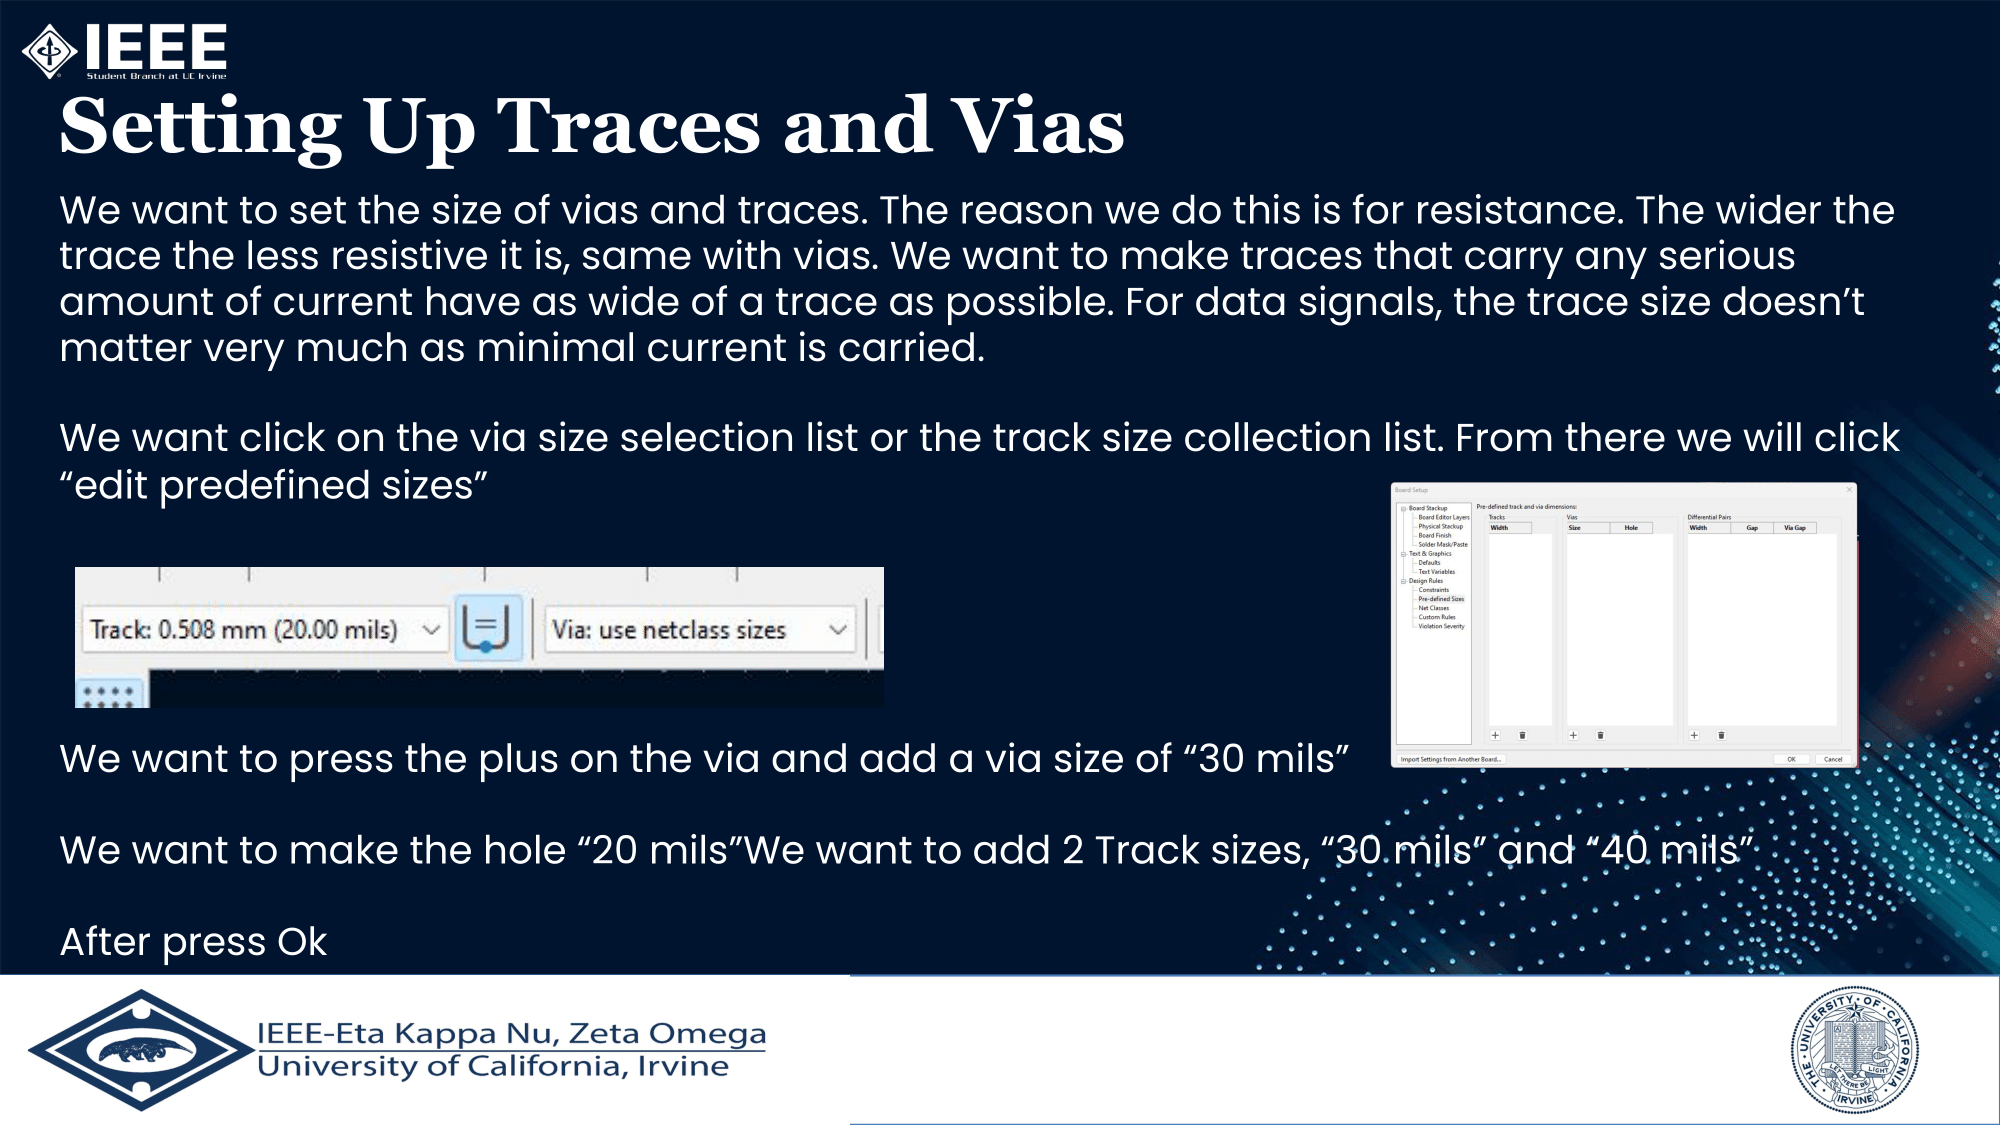 IEEE
Student Branch at UC Irvine
Setting Up Traces and Vias
We want to set the size of vias and traces. The reason we do this is for resistance. The wider the
trace the less resistive it is, same with vias. We want to make traces that carry any serious
amount of current have as wide of a trace as possible. For data signals, the trace size doesn’t
matter very much as minimal current is carried.
We want click on the via size selection list or the track size collection list. From there we will click
“edit predefined sizes”
Board Setup
Board Stackup
Board Editor Layers
Physical Stackup
Board Finish
Solder Mask/Paste
Text & Graphics
Defaults
Text Variables
Design Rules
Constraints
Pre-defined Sizes
Net Classes
Custom Rules
Violation Severity
Pre-defined track and via dimensions:
Tracks
Width
Vias
Size Hole
Differential Pairs
Width Gap Via Gap
Import Settings from Another Board...
OK Cancel
Track: 0.508 mm (20.00 mils)
Via: use netclass sizes
We want to press the plus on the via and add a via size of “30 mils”
We want to make the hole “20 mils”We want to add 2 Track sizes, “30 mils” and “40 mils”
After press Ok
IEEE-Eta Kappa Nu, Zeta Omega
University of California, Irvine
THE · UNIVERSITY · OF · CALIFORNIA
LET THERE BE LIGHT
IRVINE